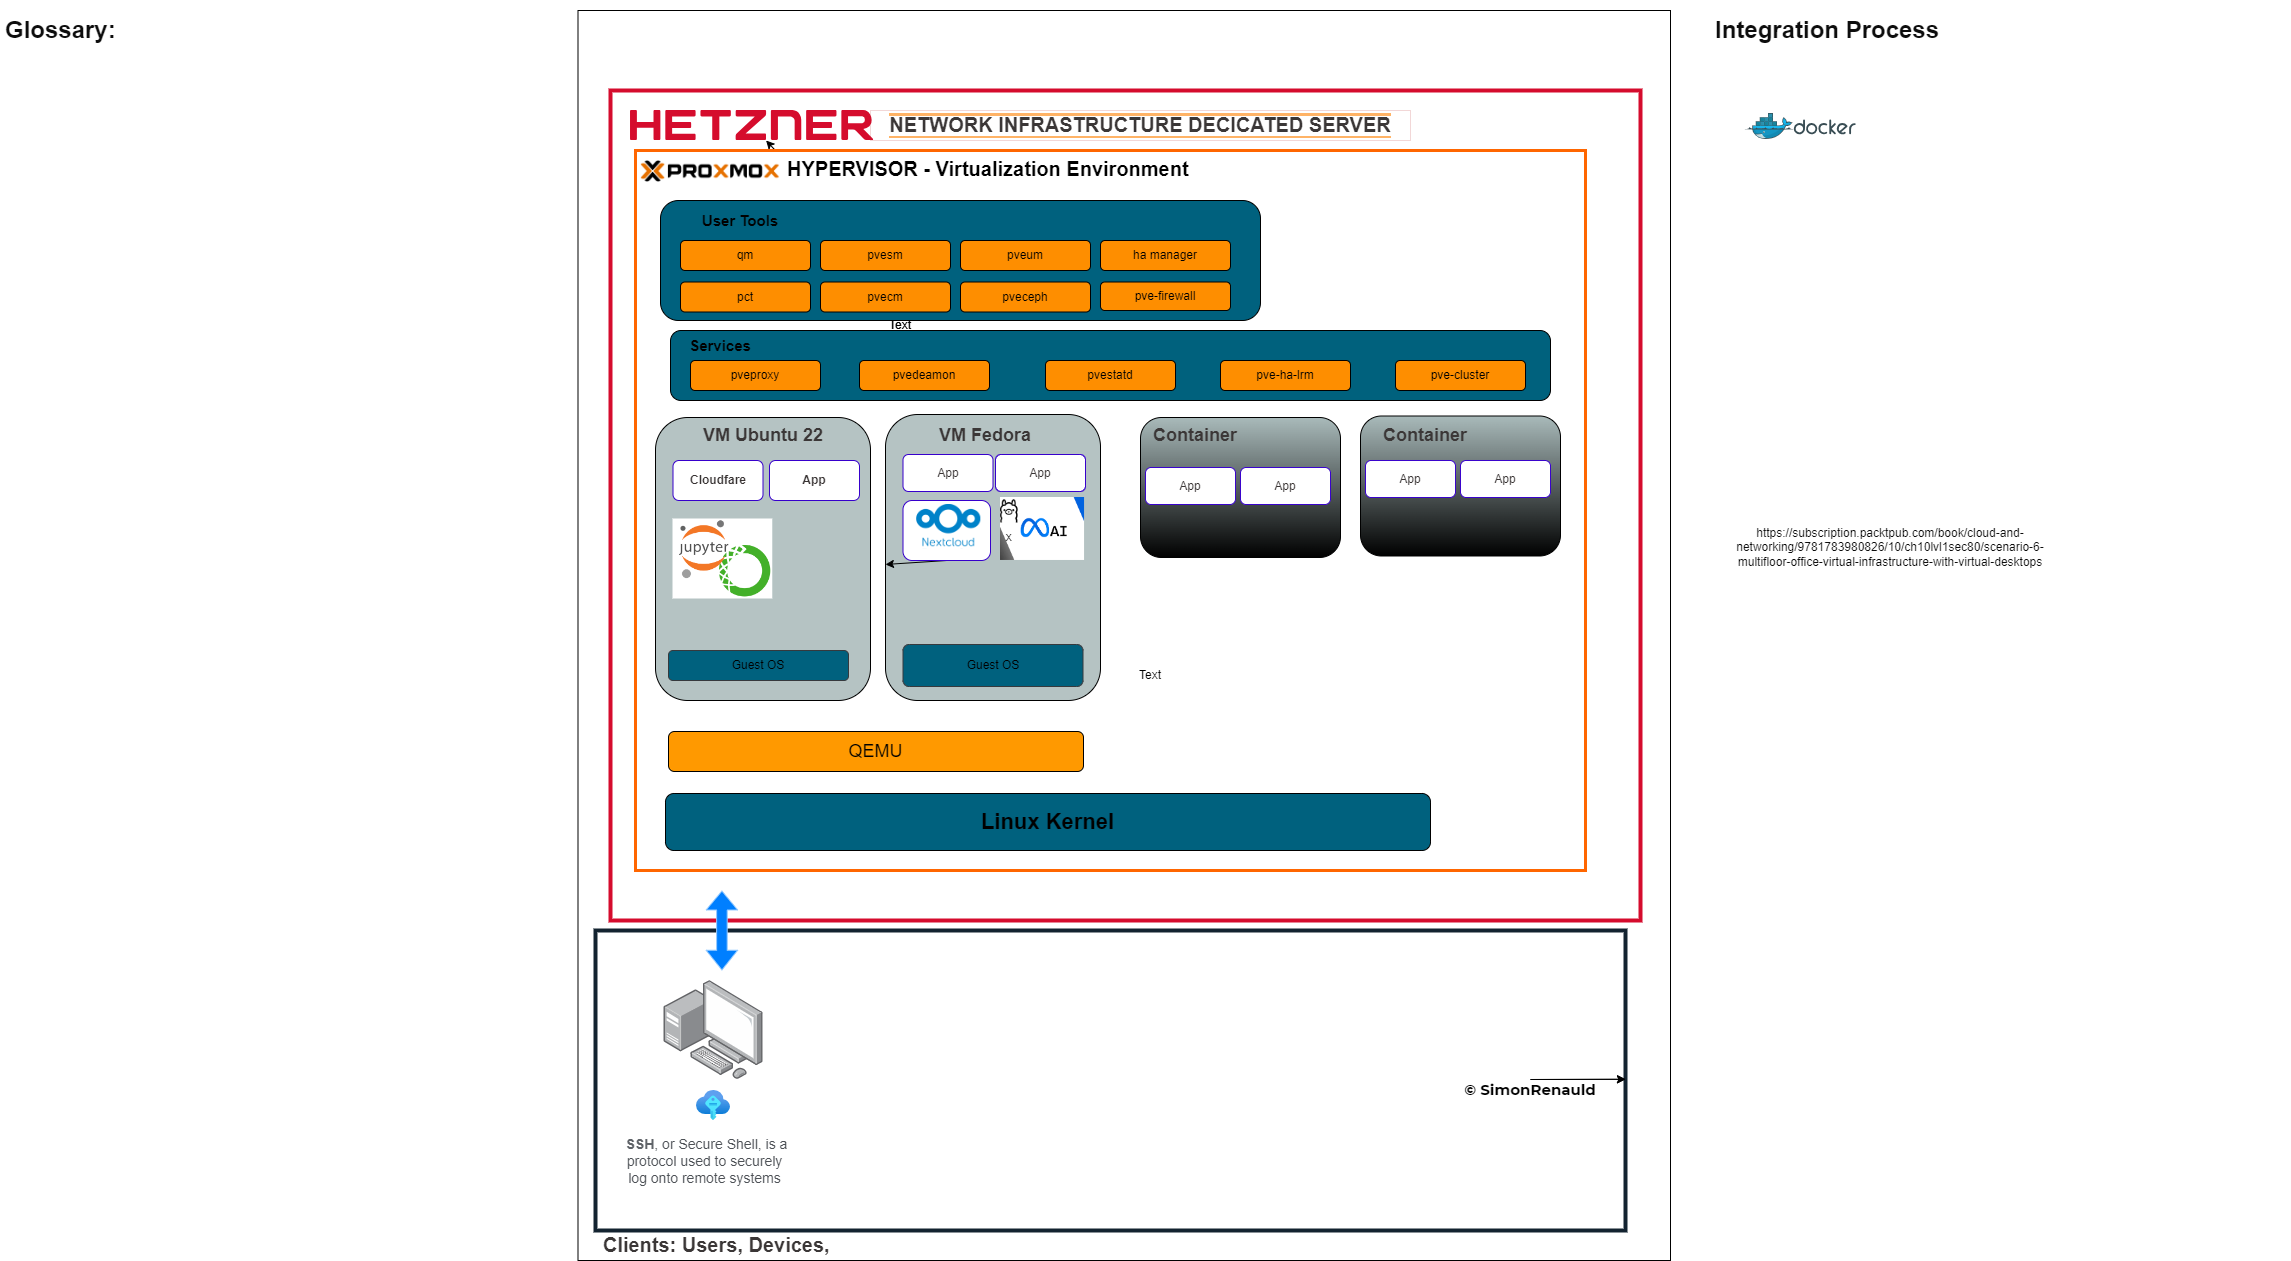 Glossary:
Integration Process
HETZNER
NETWORK INFRASTRUCTURE DECICATED SERVER
docker
PROXMOX
HYPERVISOR - Virtualization Environment
User Tools
qm
pvesm
pveum
ha manager
pct
pvecm
pveceph
pve-firewall
Text
Services
pveproxy
pvedeamon
pvestatd
pve-ha-lrm
pve-cluster
VM Ubuntu 22
VM Fedora
Container
Container
Cloudfare
App
App
App
App
App
App
App
Nextcloud
x
AI
jupyter
https://subscription.packtpub.com/book/cloud-and-
networking/9781783980826/10/ch10lvl1sec80/scenario-6-
multifloor-office-virtual-infrastructure-with-virtual-desktops
Guest OS
Guest OS
Text
QEMU
Linux Kernel
© SimonRenauld
SSH, or Secure Shell, is a
protocol used to securely
log onto remote systems
Clients: Users, Devices,